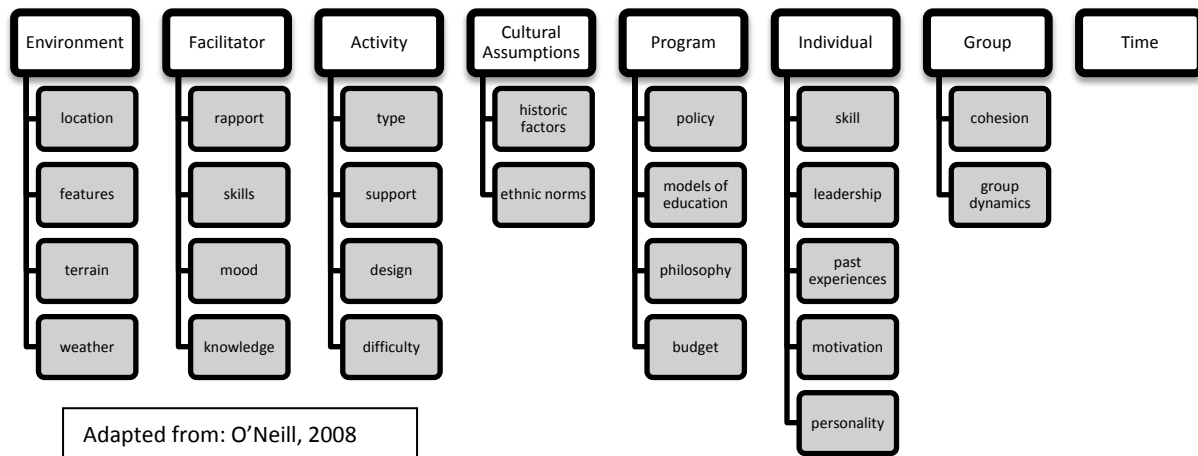 Environment
location
features
terrain
weather
Facilitator
rapport
skills
mood
knowledge
Activity
type
support
design
difficulty
Cultural
Assumptions
historic
factors
ethnic norms
Program
policy
models of
education
philosophy
budget
Individual
skill
leadership
past
experiences
motivation
personality
Group
cohesion
group
dynamics
Time
Adapted from: O’Neill, 2008